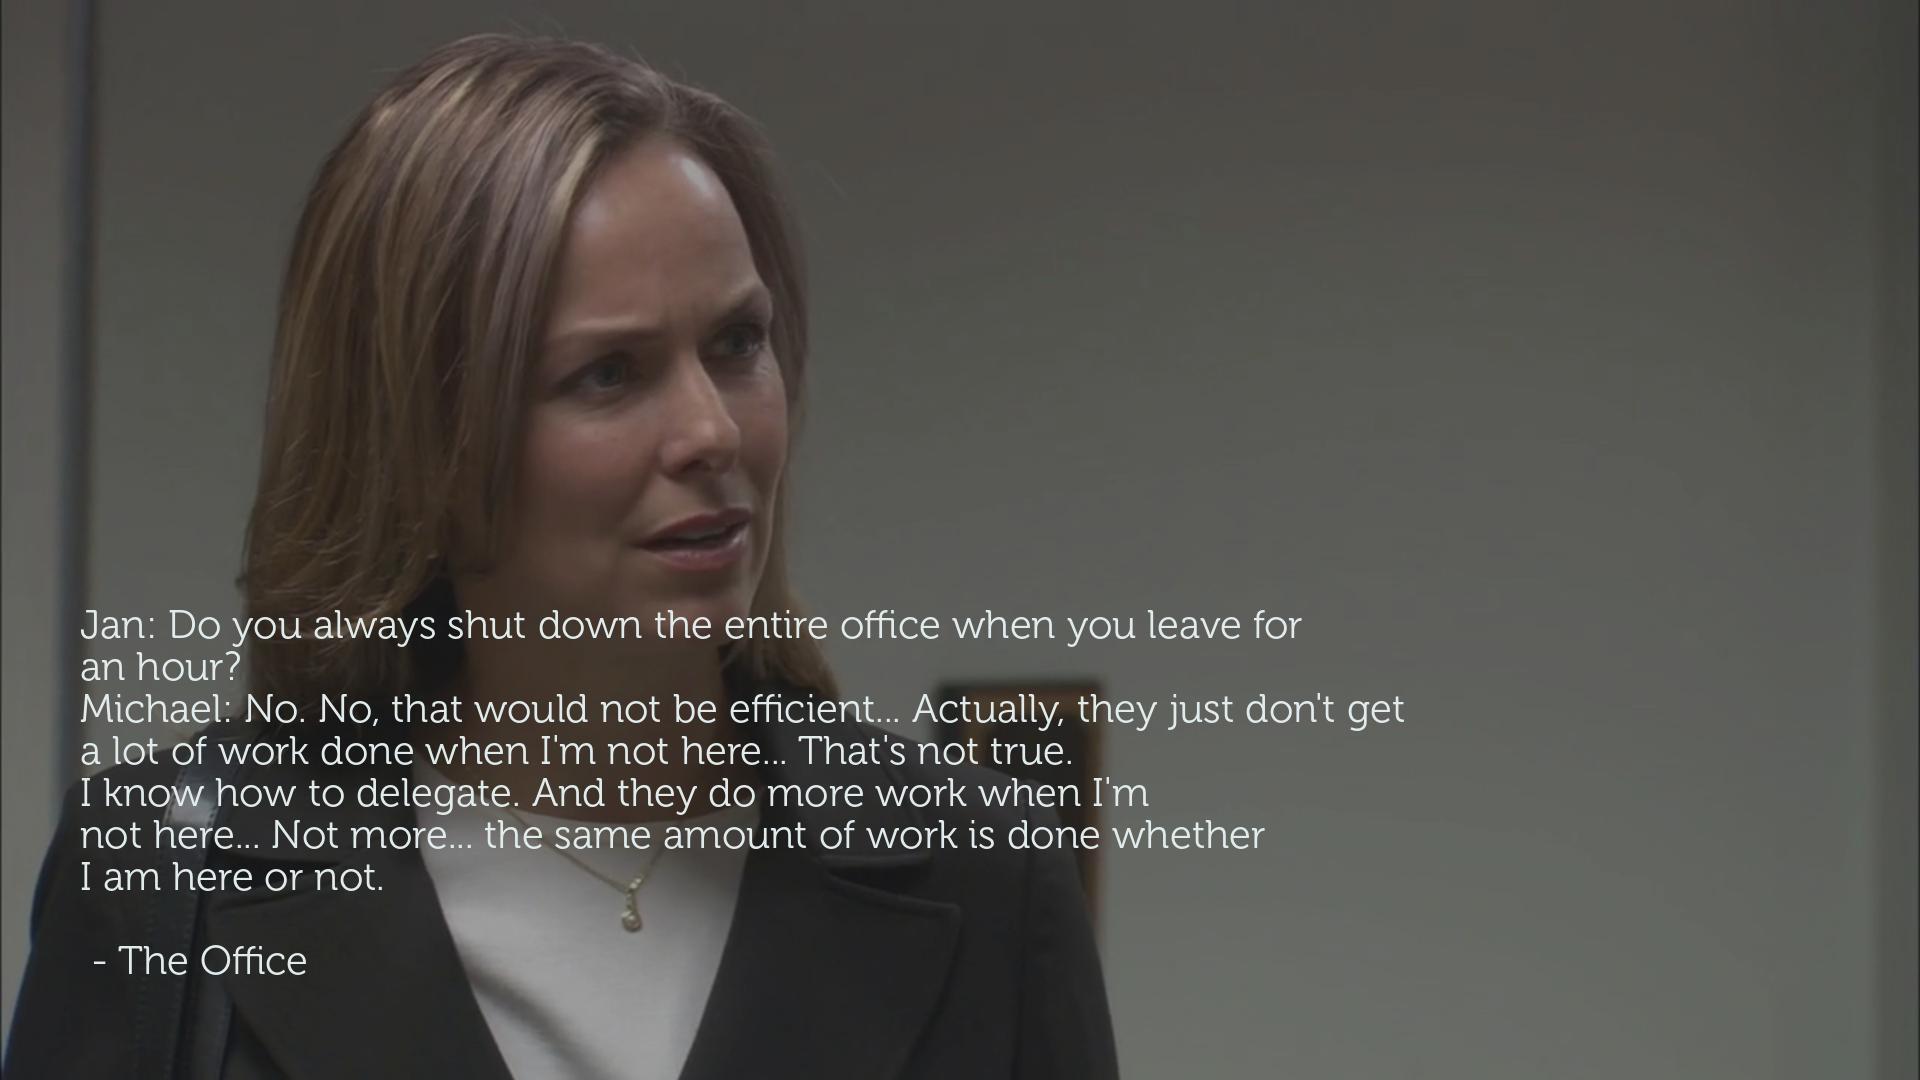 Jan: Do you always shut down the entire office when you leave for
an hour?
Michael: No. No, that would not be efficient... Actually, they just don't get
a lot of work done when I'm not here... That's not true.
I know how to delegate. And they do more work when I'm
not here... Not more... the same amount of work is done whether
I am here or not.
- The Office